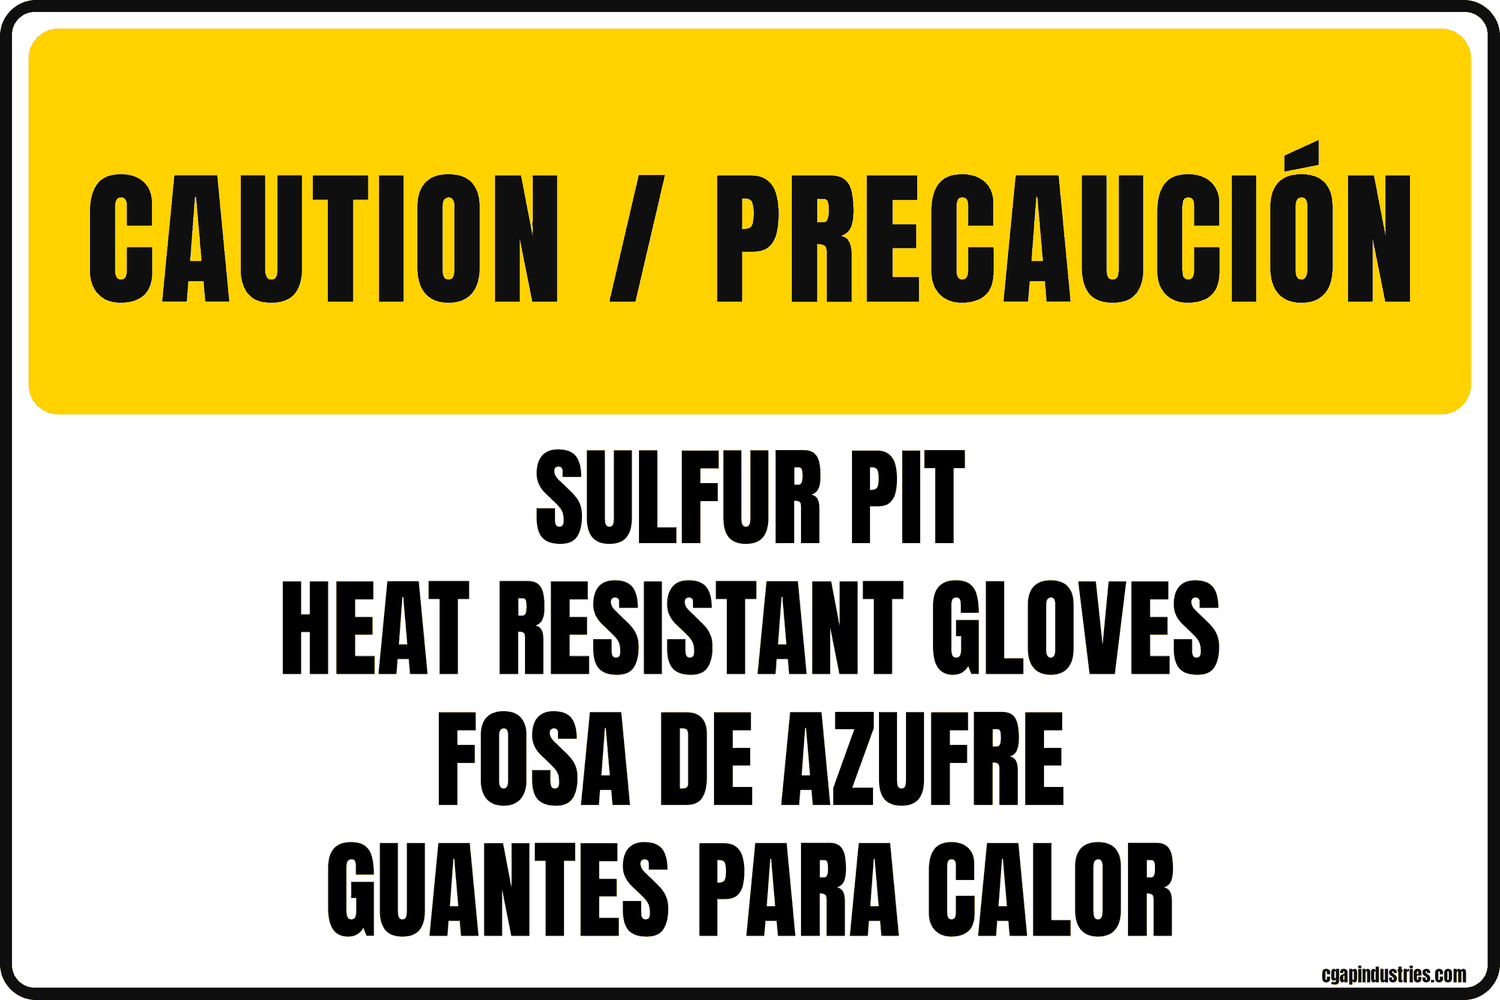 CAUTION / PRECAUCIÓN
SULFUR PIT
HEAT RESISTANT GLOVES
FOSA DE AZUFRE
GUANTES PARA CALOR
cgapindustries.com